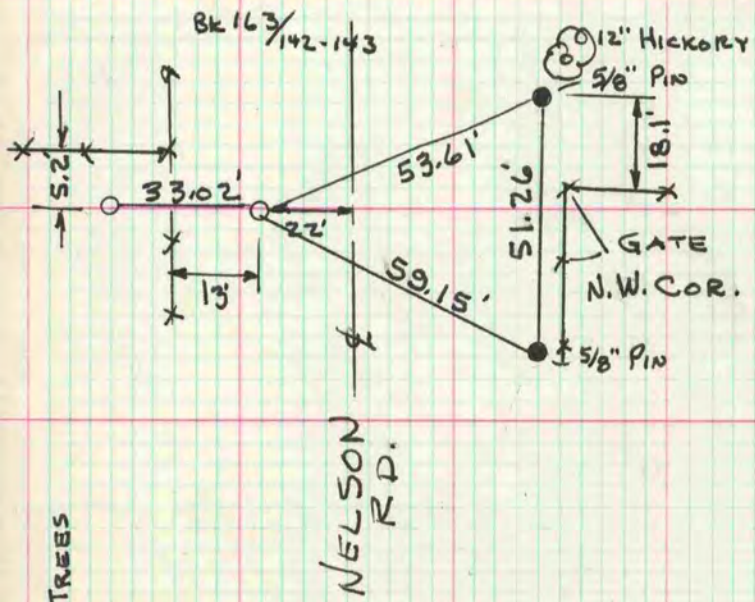 Bk 163/142-143
12" HICKORY
5/8" PIN
53.61'
18.1'
5.2'
33.02'
22'
51.26'
GATE
N.W. COR.
13'
59.15'
℄
5/8" PIN
NELSON
RD.
TREES